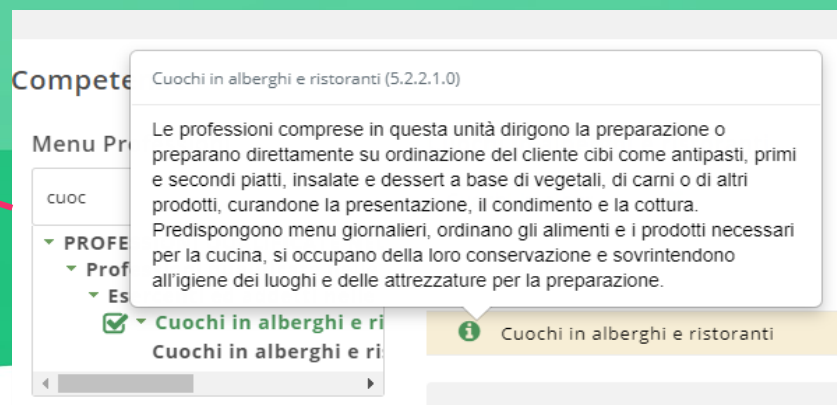 Compete
Cuochi in alberghi e ristoranti (5.2.2.1.0)
Le professioni comprese in questa unità dirigono la preparazione o
preparano direttamente su ordinazione del cliente cibi come antipasti, primi
e secondi piatti, insalate e dessert a base di vegetali, di carni o di altri
prodotti, curandone la presentazione, il condimento e la cottura.
Predispongono menu giornalieri, ordinano gli alimenti e i prodotti necessari
per la cucina, si occupano della loro conservazione e sovrintendono
all'igiene dei luoghi e delle attrezzature per la preparazione.
Menu Pr
cuoc
PROFE
Prof
Es
Cuochi in alberghi e ri
Cuochi in alberghi e ri
Cuochi in alberghi e ristoranti